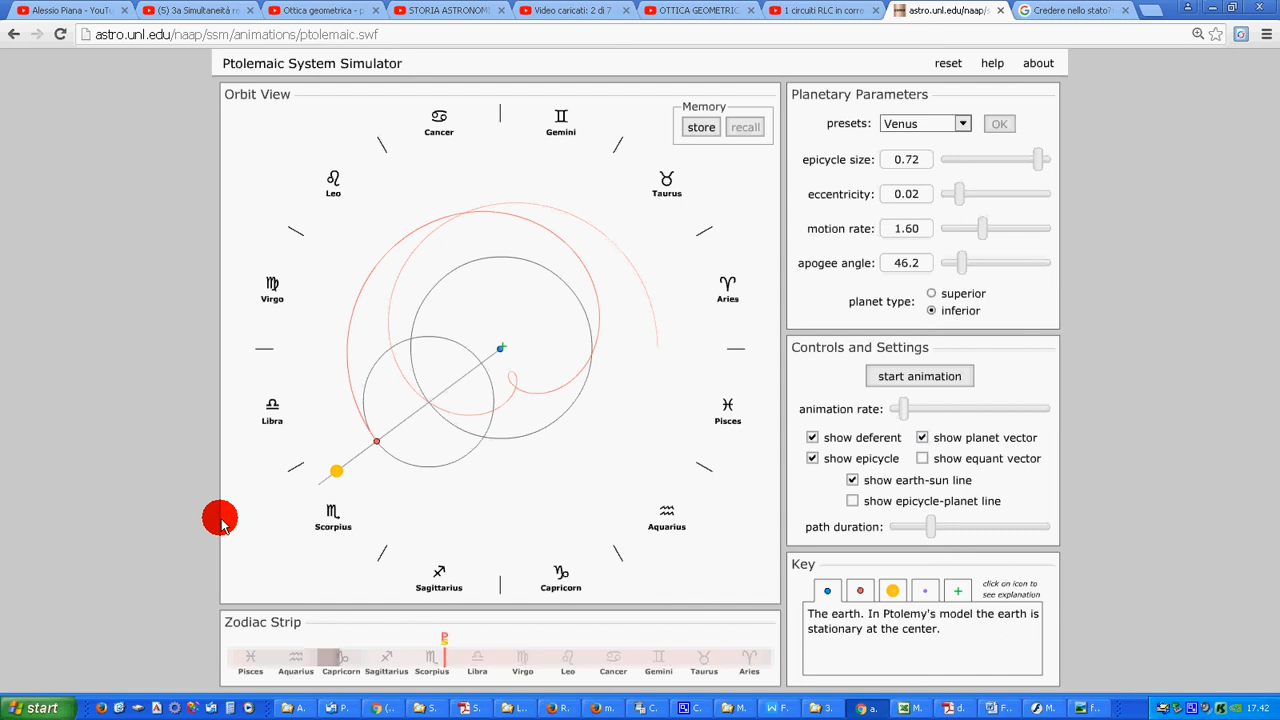 Alessio Piana - YouTu
(5) 3a Simultaneità re
Ottica geometrica - p
STORIA ASTRONOMI
Video caricati: 2 di 7
OTTICA GEOMETRIC
1 circuiti RLC in corre
astro.unl.edu/naap/s
Credere nello stato?
astro.unl.edu/naap/ssm/animations/ptolemaic.swf
Ptolemaic System Simulator
reset help about
Orbit View
Memory
store recall
♋ ♊
Cancer Gemini
♌ ♉
Leo Taurus
♍ ♈
Virgo Aries
♎ ♓
Libra Pisces
♏ ♒
Scorpius Aquarius
♐ ♑
Sagittarius Capricorn
Zodiac Strip
P
S
♓ ♒ ♑ ♐ ♏ ♎ ♍ ♌ ♋ ♊ ♉ ♈
Pisces Aquarius Capricorn Sagittarius Scorpius Libra Virgo Leo Cancer Gemini Taurus Aries
Planetary Parameters
presets: Venus OK
epicycle size: 0.72
eccentricity: 0.02
motion rate: 1.60
apogee angle: 46.2
planet type: superior
inferior
Controls and Settings
start animation
animation rate:
show deferent show planet vector
show epicycle show equant vector
show earth-sun line
show epicycle-planet line
path duration:
Key
click on icon to
see explanation
The earth. In Ptolemy's model the earth is
stationary at the center.
start A. P. (. S. S. L. R. m. C. C. M. F. a. M. d. F. M. F. 17.42